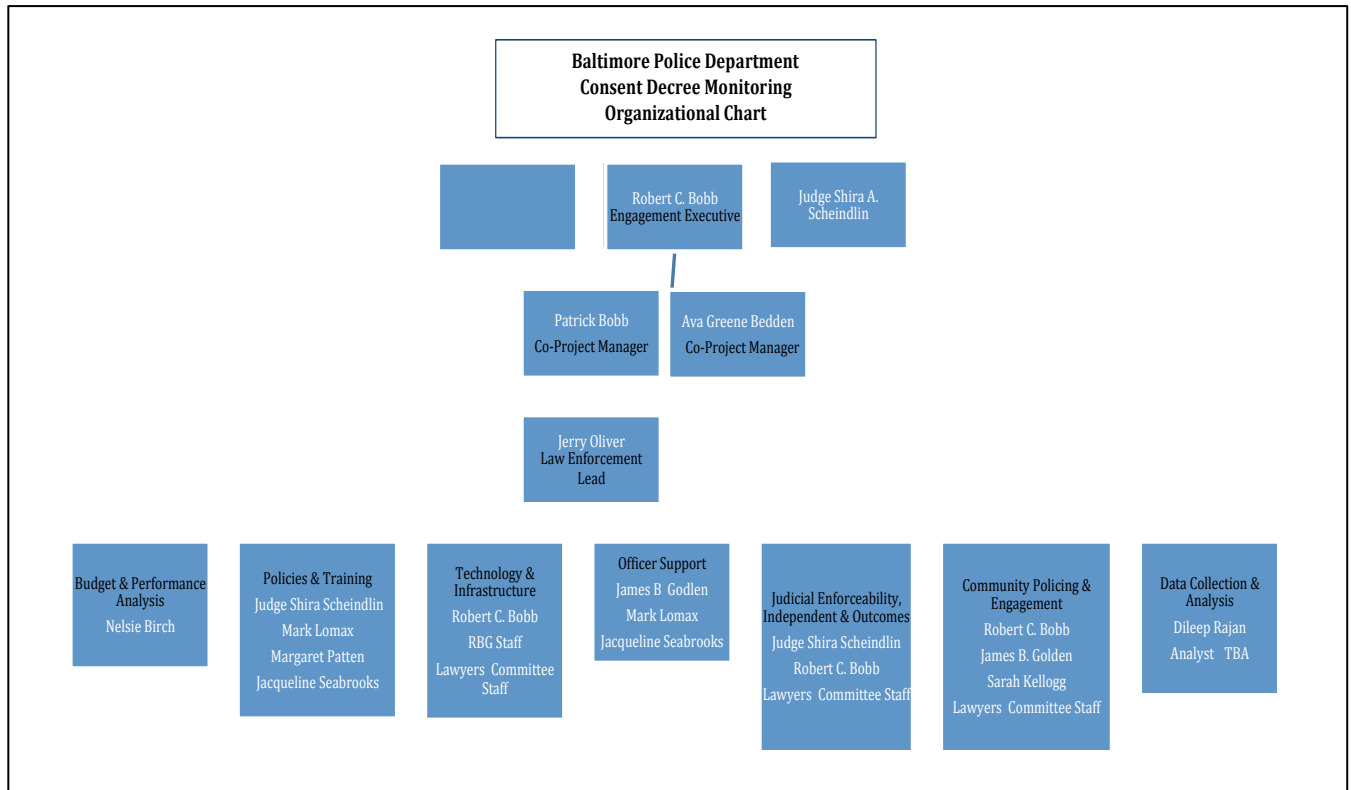 Baltimore Police Department
Consent Decree Monitoring
Organizational Chart
Robert C. Bobb
Engagement Executive
Judge Shira A.
Scheindlin
Patrick Bobb
Co-Project Manager
Ava Greene Bedden
Co-Project Manager
Jerry Oliver
Law Enforcement
Lead
Budget & Performance
Analysis
Nelsie Birch
Policies & Training
Judge Shira Scheindlin
Mark Lomax
Margaret Patten
Jacqueline Seabrooks
Technology &
Infrastructure
Robert C. Bobb
RBG Staff
Lawyers Committee
Staff
Officer Support
James B Godlen
Mark Lomax
Jacqueline Seabrooks
Judicial Enforceability,
Independent & Outcomes
Judge Shira Scheindlin
Robert C. Bobb
Lawyers Committee Staff
Community Policing &
Engagement
Robert C. Bobb
James B. Golden
Sarah Kellogg
Lawyers Committee Staff
Data Collection &
Analysis
Dileep Rajan
Analyst TBA